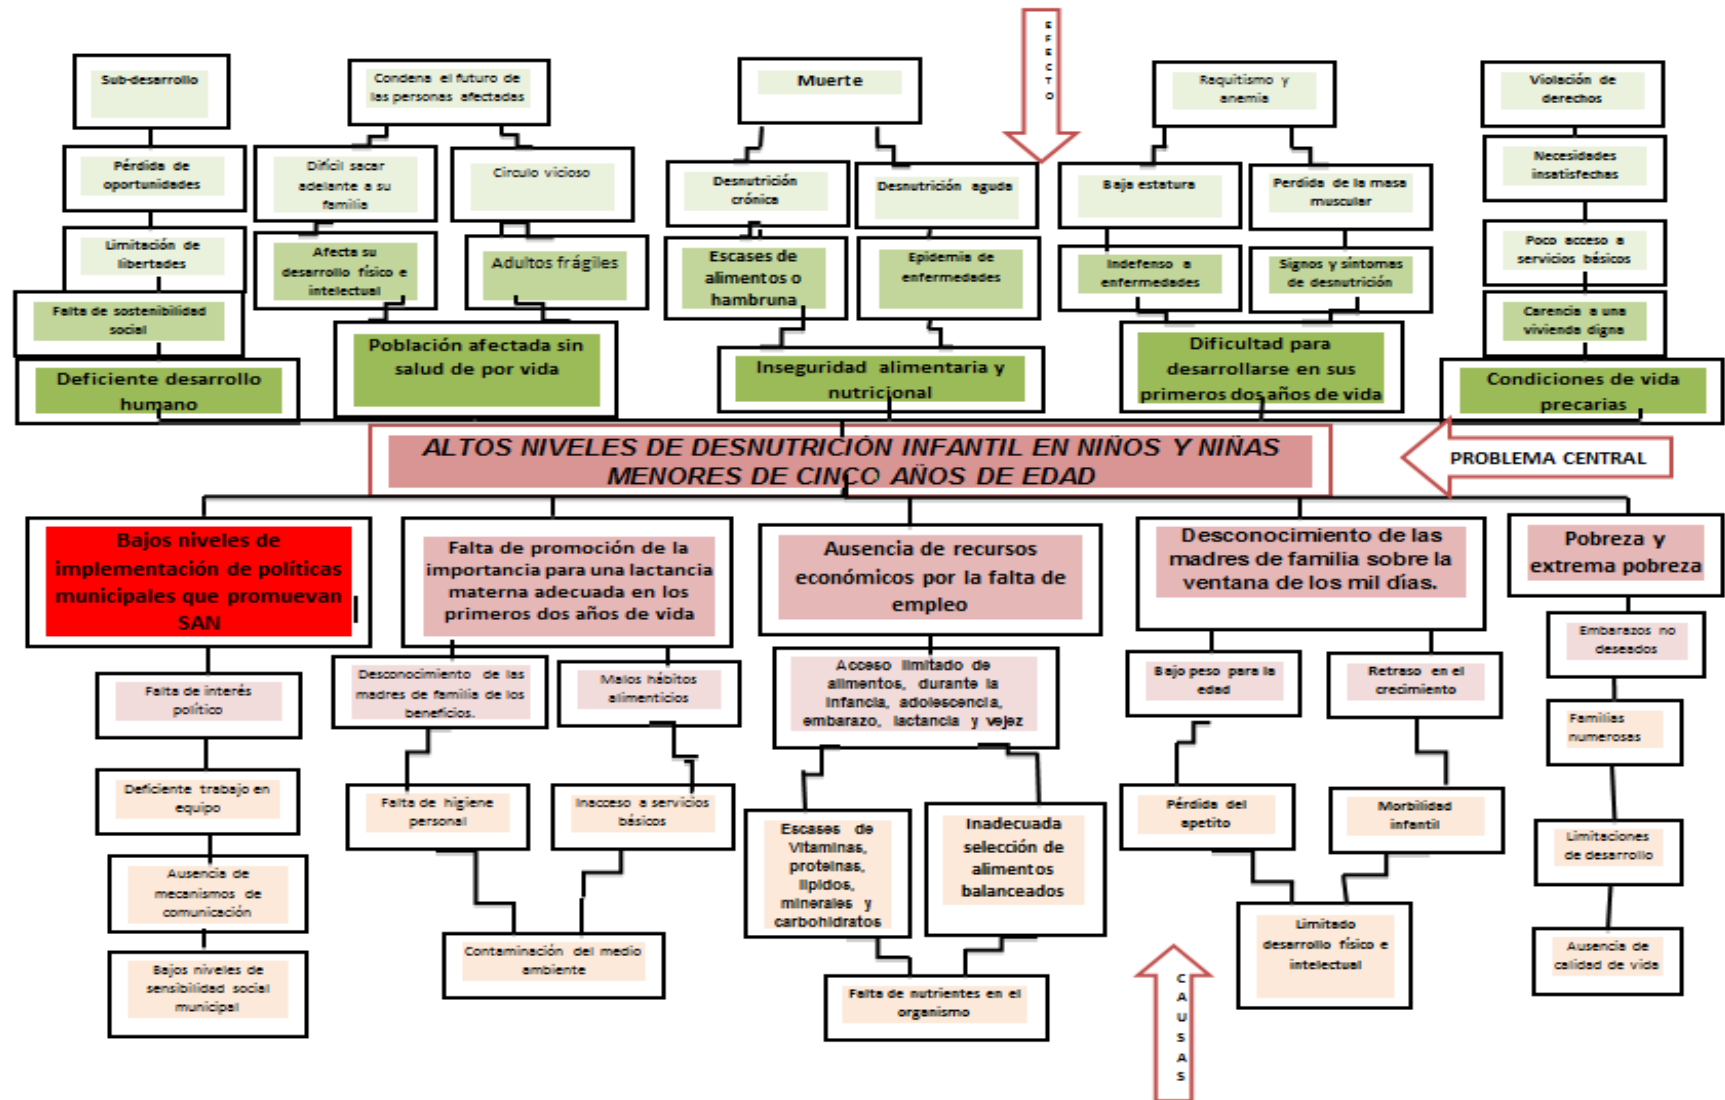 E
F
E
C
T
O
Sub-desarrollo
Condena el futuro de
las personas afectadas
Muerte
Raquitismo y
anemia
Violación de
derechos
Pérdida de
oportunidades
Difícil sacar
adelante a su
familia
Circulo vicioso
Desnutrición
crónica
Desnutrición aguda
Baja estatura
Perdida de la masa
muscular
Necesidades
insatisfechas
Limitación de
libertades
Afecta su
desarrollo físico e
intelectual
Adultos frágiles
Escases de
alimentos o
hambruna
Epidemia de
enfermedades
Indefenso a
enfermedades
Signos y síntomas
de desnutrición
Poco acceso a
servicios básicos
Falta de sostenibilidad
social
Carencia a una
vivienda digna
Deficiente desarrollo
humano
Población afectada sin
salud de por vida
Inseguridad alimentaria y
nutricional
Dificultad para
desarrollarse en sus
primeros dos años de vida
Condiciones de vida
precarias
ALTOS NIVELES DE DESNUTRICIÓN INFANTIL EN NIÑOS Y NIÑAS
MENORES DE CINCO AÑOS DE EDAD
PROBLEMA CENTRAL
Bajos niveles de
implementación de políticas
municipales que promuevan
SAN
Falta de promoción de la
importancia para una lactancia
materna adecuada en los
primeros dos años de vida
Ausencia de recursos
económicos por la falta de
empleo
Desconocimiento de las
madres de familia sobre la
ventana de los mil días.
Pobreza y
extrema pobreza
Falta de interés
político
Desconocimiento de las
madres de familia de los
beneficios.
Malos hábitos
alimenticios
Acceso limitado de
alimentos, durante la
infancia, adolescencia,
embarazo, lactancia y vejez
Bajo peso para la
edad
Retraso en el
crecimiento
Embarazos no
deseados
Familias
numerosas
Deficiente trabajo en
equipo
Falta de higiene
personal
Inacceso a servicios
básicos
Escases de
Vitaminas,
proteínas,
lípidos,
minerales y
carbohidratos
Inadecuada
selección de
alimentos
balanceados
Pérdida del
apetito
Morbilidad
infantil
Limitaciones
de desarrollo
Ausencia de
mecanismos de
comunicación
Contaminación del medio
ambiente
Limitado
desarrollo físico e
intelectual
Ausencia de
calidad de vida
Bajos niveles de
sensibilidad social
municipal
Falta de nutrientes en el
organismo
C
A
U
S
A
S